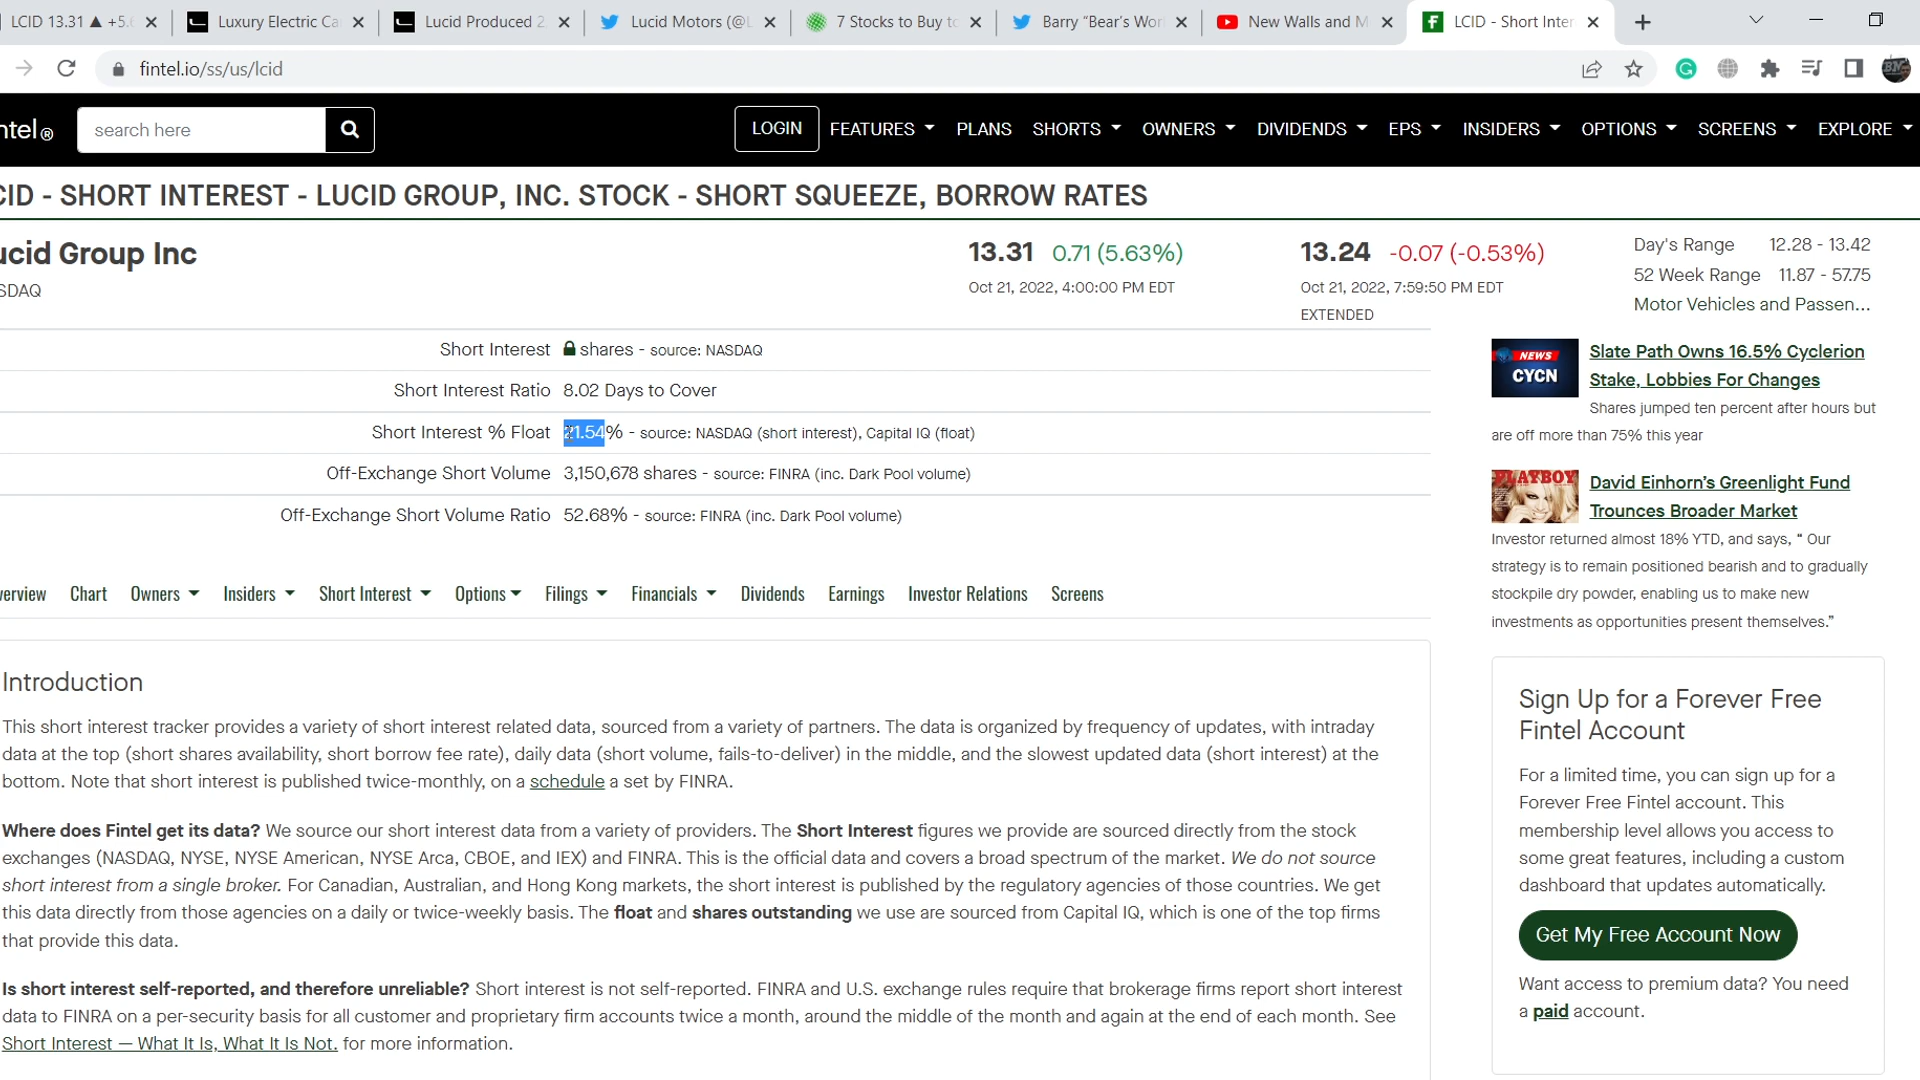 LCID 13.31 ▲ +5.6
Luxury Electric Ca
Lucid Produced 2
Lucid Motors (@L
7 Stocks to Buy to
Barry "Bear's Wor
New Walls and M
LCID - Short Inter
fintel.io/ss/us/lcid
ntel®
search here
LOGIN
FEATURES
PLANS
SHORTS
OWNERS
DIVIDENDS
EPS
INSIDERS
OPTIONS
SCREENS
EXPLORE
CID - SHORT INTEREST - LUCID GROUP, INC. STOCK - SHORT SQUEEZE, BORROW RATES
ucid Group Inc
SDAQ
13.31 0.71 (5.63%)
Oct 21, 2022, 4:00:00 PM EDT
13.24 -0.07 (-0.53%)
Oct 21, 2022, 7:59:50 PM EDT
EXTENDED
Day's Range 12.28 - 13.42
52 Week Range 11.87 - 57.75
Motor Vehicles and Passen...
Short Interest shares - source: NASDAQ
Short Interest Ratio 8.02 Days to Cover
Short Interest % Float 21.54% - source: NASDAQ (short interest), Capital IQ (float)
Off-Exchange Short Volume 3,150,678 shares - source: FINRA (inc. Dark Pool volume)
Off-Exchange Short Volume Ratio 52.68% - source: FINRA (inc. Dark Pool volume)
NEWS
CYCN
Slate Path Owns 16.5% Cyclerion
Stake, Lobbies For Changes
Shares jumped ten percent after hours but
are off more than 75% this year
PLAYBOY
David Einhorn's Greenlight Fund
Trounces Broader Market
Investor returned almost 18% YTD, and says, " Our
strategy is to remain positioned bearish and to gradually
stockpile dry powder, enabling us to make new
investments as opportunities present themselves."
verview
Chart
Owners
Insiders
Short Interest
Options
Filings
Financials
Dividends
Earnings
Investor Relations
Screens
Introduction
This short interest tracker provides a variety of short interest related data, sourced from a variety of partners. The data is organized by frequency of updates, with intraday
data at the top (short shares availability, short borrow fee rate), daily data (short volume, fails-to-deliver) in the middle, and the slowest updated data (short interest) at the
bottom. Note that short interest is published twice-monthly, on a schedule a set by FINRA.
Where does Fintel get its data? We source our short interest data from a variety of providers. The Short Interest figures we provide are sourced directly from the stock
exchanges (NASDAQ, NYSE, NYSE American, NYSE Arca, CBOE, and IEX) and FINRA. This is the official data and covers a broad spectrum of the market. We do not source
short interest from a single broker. For Canadian, Australian, and Hong Kong markets, the short interest is published by the regulatory agencies of those countries. We get
this data directly from those agencies on a daily or twice-weekly basis. The float and shares outstanding we use are sourced from Capital IQ, which is one of the top firms
that provide this data.
Is short interest self-reported, and therefore unreliable? Short interest is not self-reported. FINRA and U.S. exchange rules require that brokerage firms report short interest
data to FINRA on a per-security basis for all customer and proprietary firm accounts twice a month, around the middle of the month and again at the end of each month. See
Short Interest — What It Is, What It Is Not. for more information.
Sign Up for a Forever Free
Fintel Account
For a limited time, you can sign up for a
Forever Free Fintel account. This
membership level allows you access to
some great features, including a custom
dashboard that updates automatically.
Get My Free Account Now
Want access to premium data? You need
a paid account.